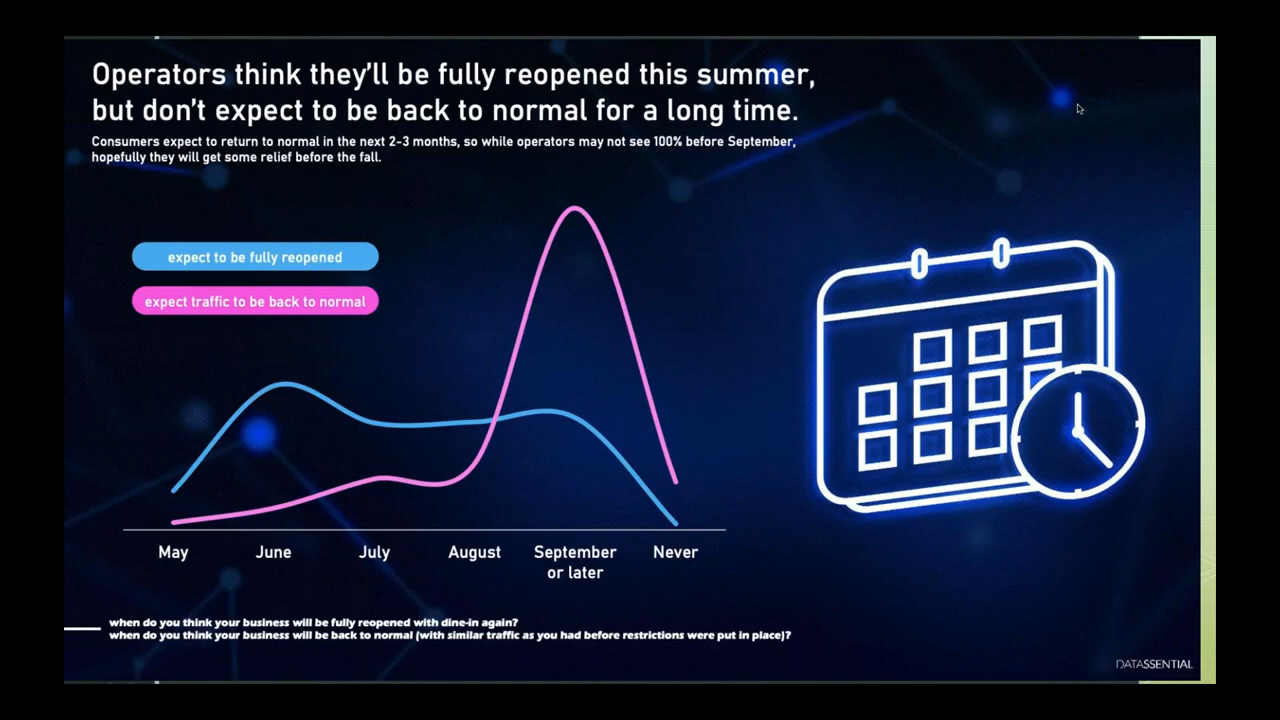 Operators think they'll be fully reopened this summer,
but don't expect to be back to normal for a long time.
Consumers expect to return to normal in the next 2-3 months, so while operators may not see 100% before September,
hopefully they will get some relief before the fall.
expect to be fully reopened
expect traffic to be back to normal
May June July August September Never
or later
when do you think your business will be fully reopened with dine-in again?
when do you think your business will be back to normal (with similar traffic as you had before restrictions were put in place)?
DATASSENTIAL